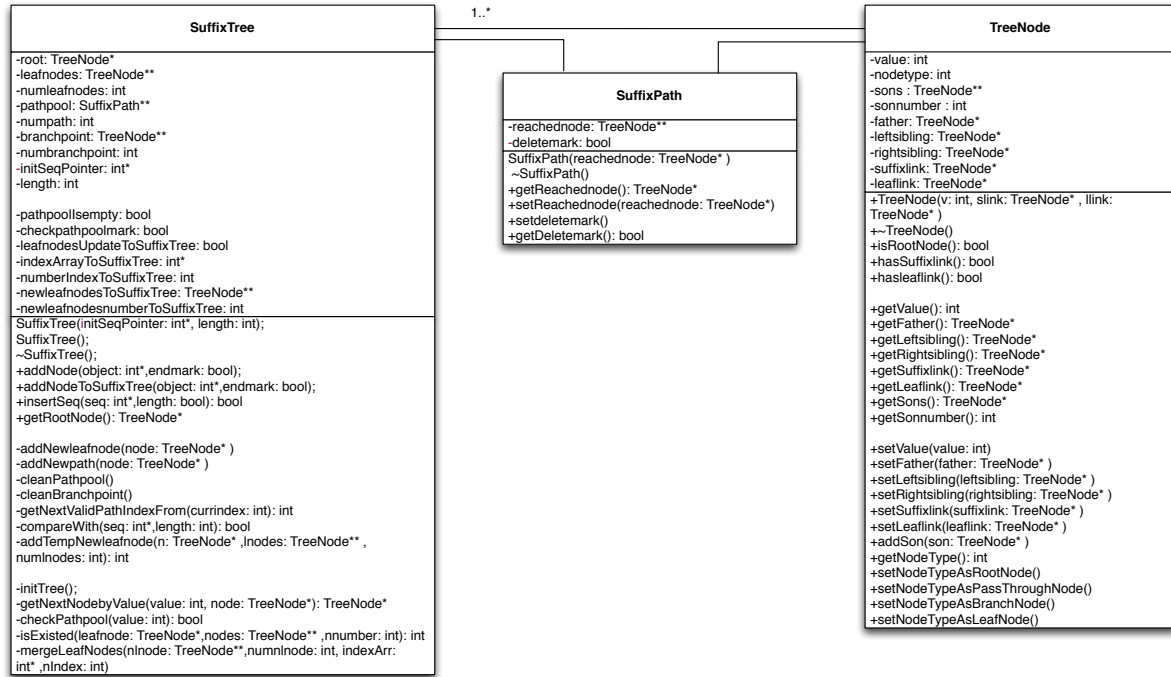 1..*
SuffixTree
-root: TreeNode*
-leafnodes: TreeNode**
-numleafnodes: int
-pathpool: SuffixPath**
-numpath: int
-branchpoint: TreeNode**
-numbranchpoint: int
-initSeqPointer: int*
-length: int
-pathpoolIsempty: bool
-checkpathpoolmark: bool
-leafnodesUpdateToSuffixTree: bool
-indexArrayToSuffixTree: int*
-numberIndexToSuffixTree: int
-newleafnodesToSuffixTree: TreeNode**
-newleafnodesnumberToSuffixTree: int
SuffixTree(initSeqPointer: int*, length: int);
SuffixTree();
~SuffixTree();
+addNode(object: int*,endmark: bool);
+addNodeToSuffixTree(object: int*,endmark: bool);
+insertSeq(seq: int*,length: bool): bool
+getRootNode(): TreeNode*
-addNewleafnode(node: TreeNode* )
-addNewpath(node: TreeNode* )
-cleanPathpool()
-cleanBranchpoint()
-getNextValidPathIndexFrom(currindex: int): int
-compareWith(seq: int*,length: int): bool
-addTempNewleafnode(n: TreeNode* ,lnodes: TreeNode** ,
numlnodes: int): int
-initTree();
-getNextNodebyValue(value: int, node: TreeNode*): TreeNode*
-checkPathpool(value: int): bool
-isExisted(leafnode: TreeNode*,nodes: TreeNode** ,nnumber: int): int
-mergeLeafNodes(nlnode: TreeNode**,numnlnode: int, indexArr:
int* ,nIndex: int)
SuffixPath
-reachednode: TreeNode**
-deletemark: bool
SuffixPath(reachednode: TreeNode* )
~SuffixPath()
+getReachednode(): TreeNode*
+setReachednode(reachednode: TreeNode*)
+setdeletemark()
+getDeletemark(): bool
TreeNode
-value: int
-nodetype: int
-sons : TreeNode**
-sonnumber : int
-father: TreeNode*
-leftsibling: TreeNode*
-rightsibling: TreeNode*
-suffixlink: TreeNode*
-leaflink: TreeNode*
+TreeNode(v: int, slink: TreeNode* , llink:
TreeNode* )
+~TreeNode()
+isRootNode(): bool
+hasSuffixlink(): bool
+hasleaflink(): bool
+getValue(): int
+getFather(): TreeNode*
+getLeftsibling(): TreeNode*
+getRightsibling(): TreeNode*
+getSuffixlink(): TreeNode*
+getLeaflink(): TreeNode*
+getSons(): TreeNode*
+getSonnumber(): int
+setValue(value: int)
+setFather(father: TreeNode* )
+setLeftsibling(leftsibling: TreeNode* )
+setRightsibling(rightsibling: TreeNode* )
+setSuffixlink(suffixlink: TreeNode* )
+setLeaflink(leaflink: TreeNode* )
+addSon(son: TreeNode* )
+getNodeType(): int
+setNodeTypeAsRootNode()
+setNodeTypeAsPassThroughNode()
+setNodeTypeAsBranchNode()
+setNodeTypeAsLeafNode()